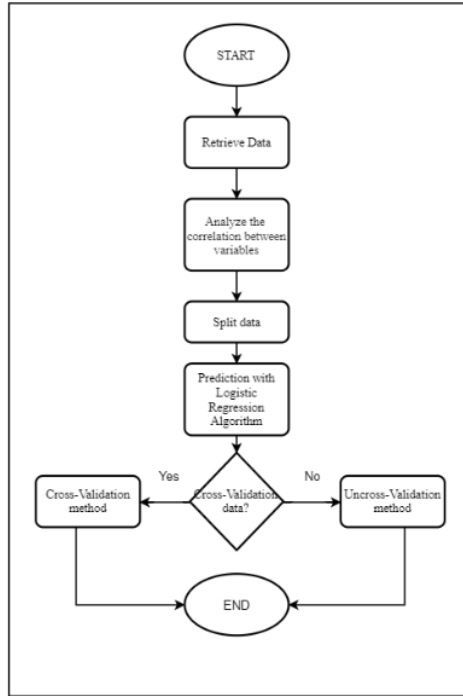 START
Retrieve Data
Analyze the
correlation between
variables
Split data
Prediction with
Logistic
Regression
Algorithm
Yes
No
Cross-Validation
method
Cross-Validation
data?
Uncross-Validation
method
END